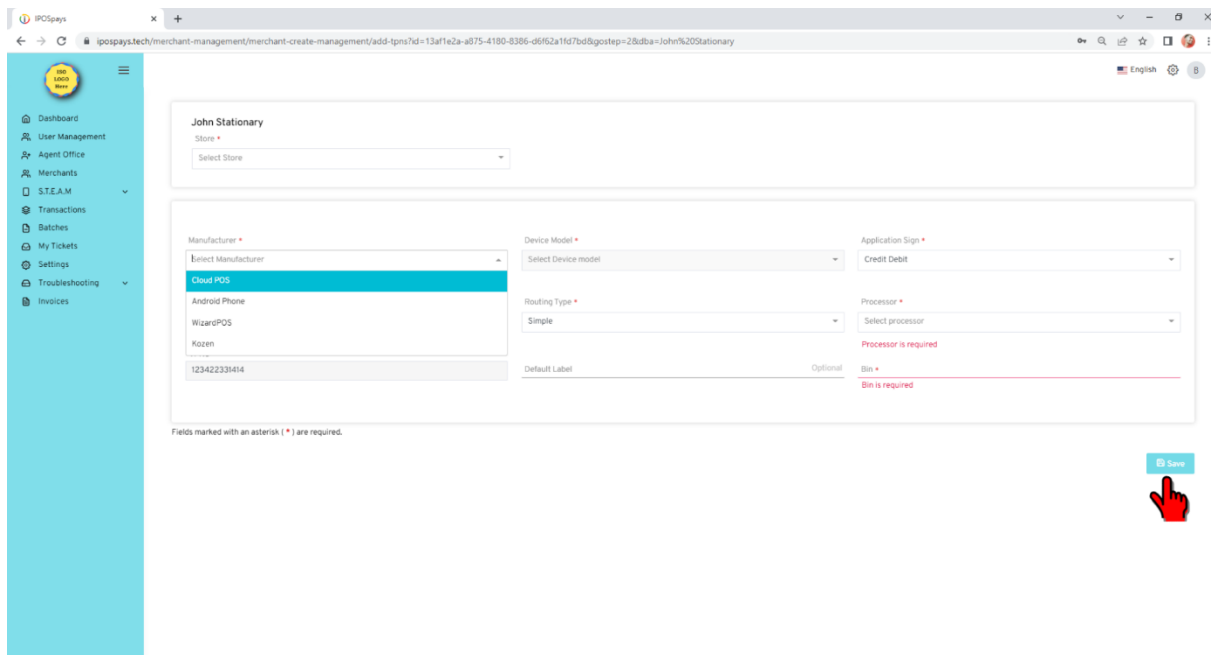 IPOSpays
ipospays.tech/merchant-management/merchant-create-management/add-tpns?id=13af1e2a-a875-4180-8386-d6f62a1fd7bd&gostep=2&dba=John%20Stationary
ISO
LOGO
Here
English
B
Dashboard
User Management
Agent Office
Merchants
S.T.E.A.M
Transactions
Batches
My Tickets
Settings
Troubleshooting
Invoices
John Stationary
Store *
Select Store
Manufacturer *
Device Model *
Application Sign *
Select Manufacturer
Select Device model
Credit Debit
Cloud POS
Android Phone
WizardPOS
Kozen
Routing Type *
Processor *
Simple
Select processor
Processor is required
123422331414
Default Label
Optional
Bin *
Bin is required
Fields marked with an asterisk ( * ) are required.
Save